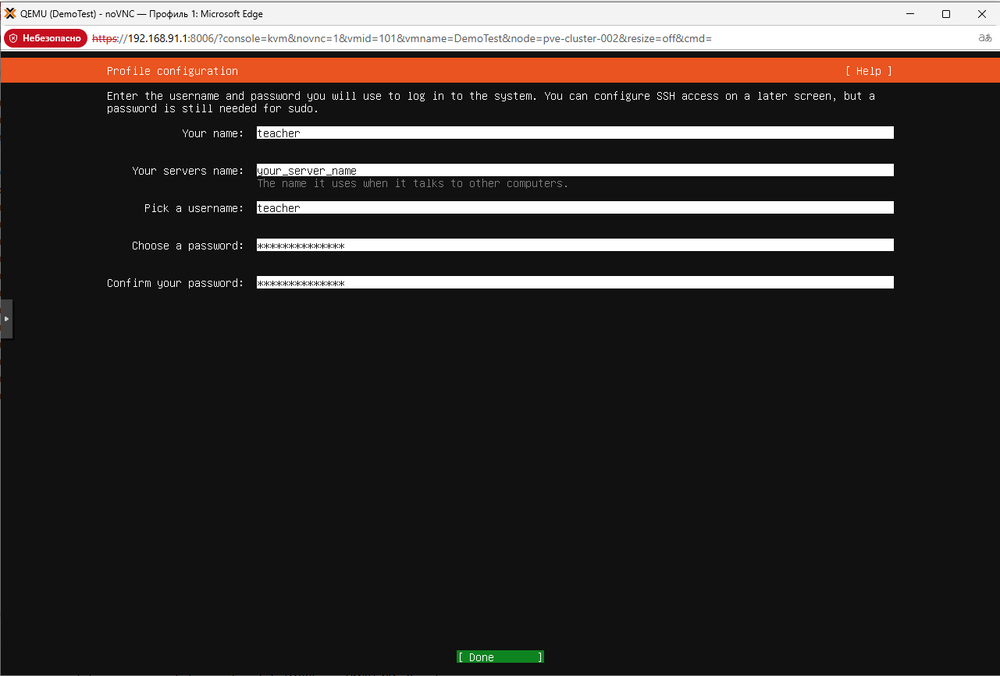 QEMU (DemoTest) - noVNC — Профиль 1: Microsoft Edge
Небезопасно https://192.168.91.1:8006/?console=kvm&novnc=1&vmid=101&vmname=DemoTest&node=pve-cluster-002&resize=off&cmd= aあ
Profile configuration [ Help ]
Enter the username and password you will use to log in to the system. You can configure SSH access on a later screen, but a
password is still needed for sudo.
Your name: teacher
Your servers name: your_server_name
The name it uses when it talks to other computers.
Pick a username: teacher
Choose a password: **************
Confirm your password: **************
[ Done ]